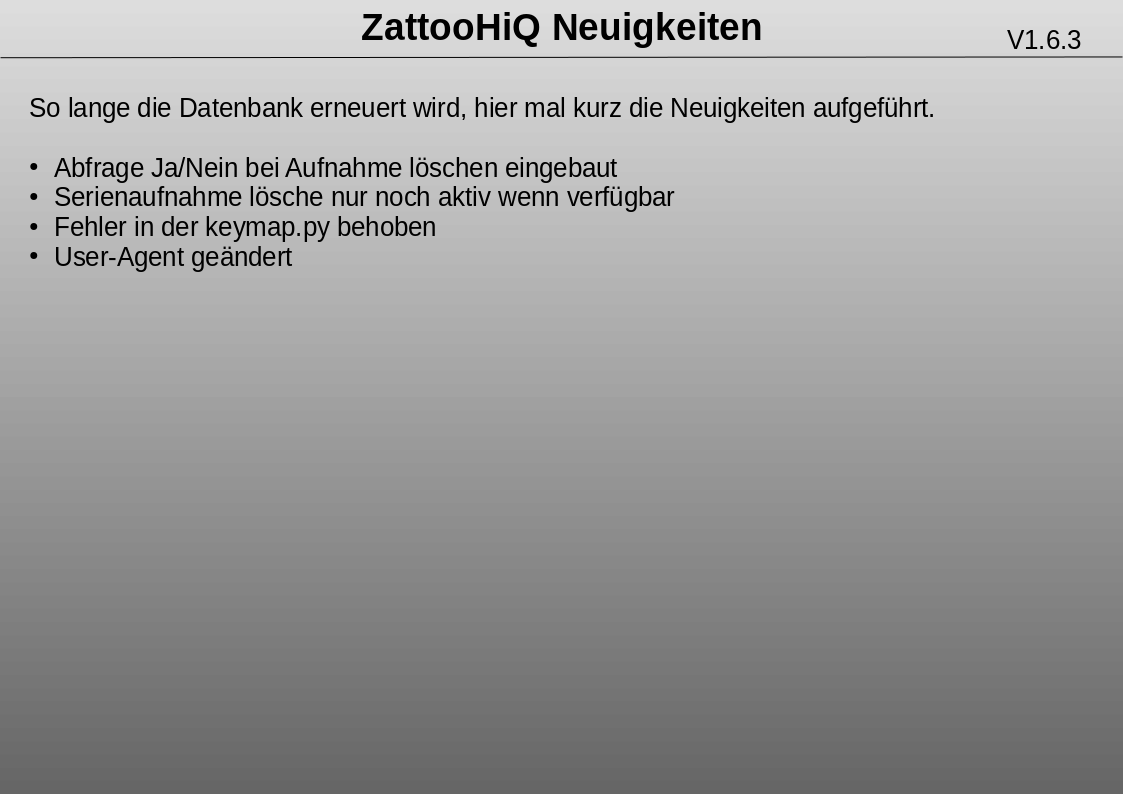 ZattooHiQ Neuigkeiten
V1.6.3
So lange die Datenbank erneuert wird, hier mal kurz die Neuigkeiten aufgeführt.
• Abfrage Ja/Nein bei Aufnahme löschen eingebaut
• Serienaufnahme lösche nur noch aktiv wenn verfügbar
• Fehler in der keymap.py behoben
• User-Agent geändert